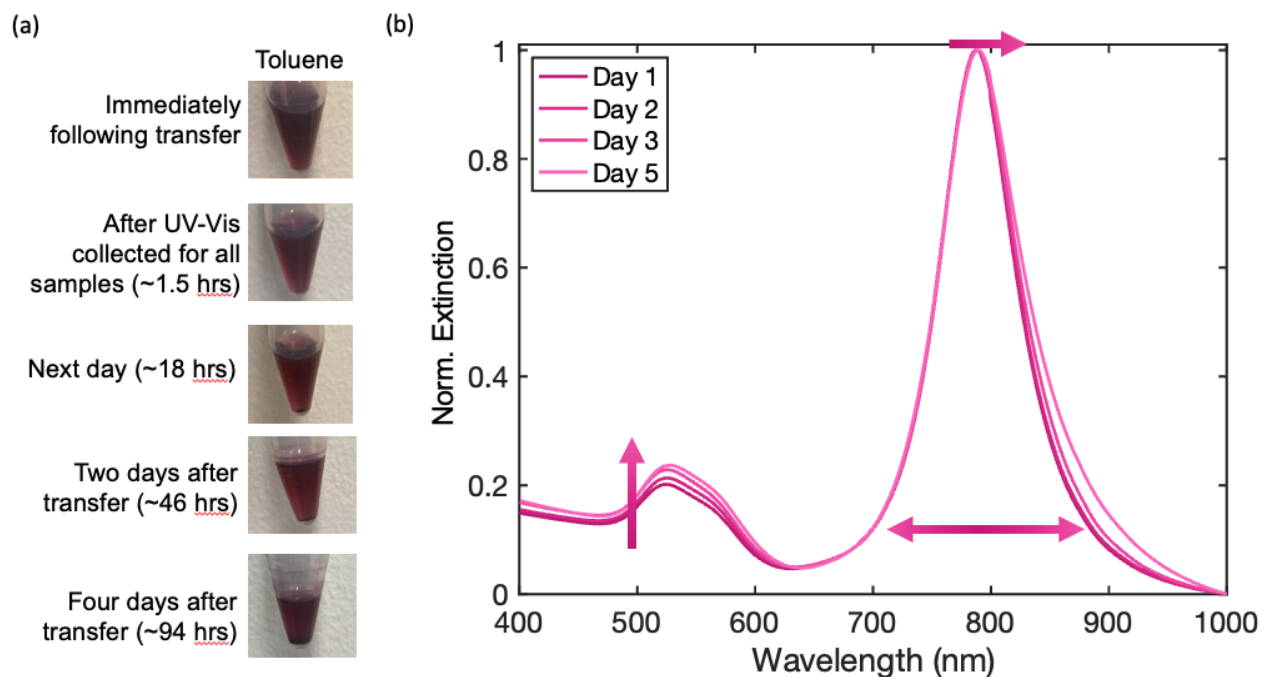 (a)
Toluene
Immediately
following transfer
After UV-Vis
collected for all
samples (~1.5 hrs)
Next day (~18 hrs)
Two days after
transfer (~46 hrs)
Four days after
transfer (~94 hrs)
(b)
Norm. Extinction
1
0.8
0.6
0.4
0.2
0
Day 1
Day 2
Day 3
Day 5
400
500
600
700
800
900
1000
Wavelength (nm)